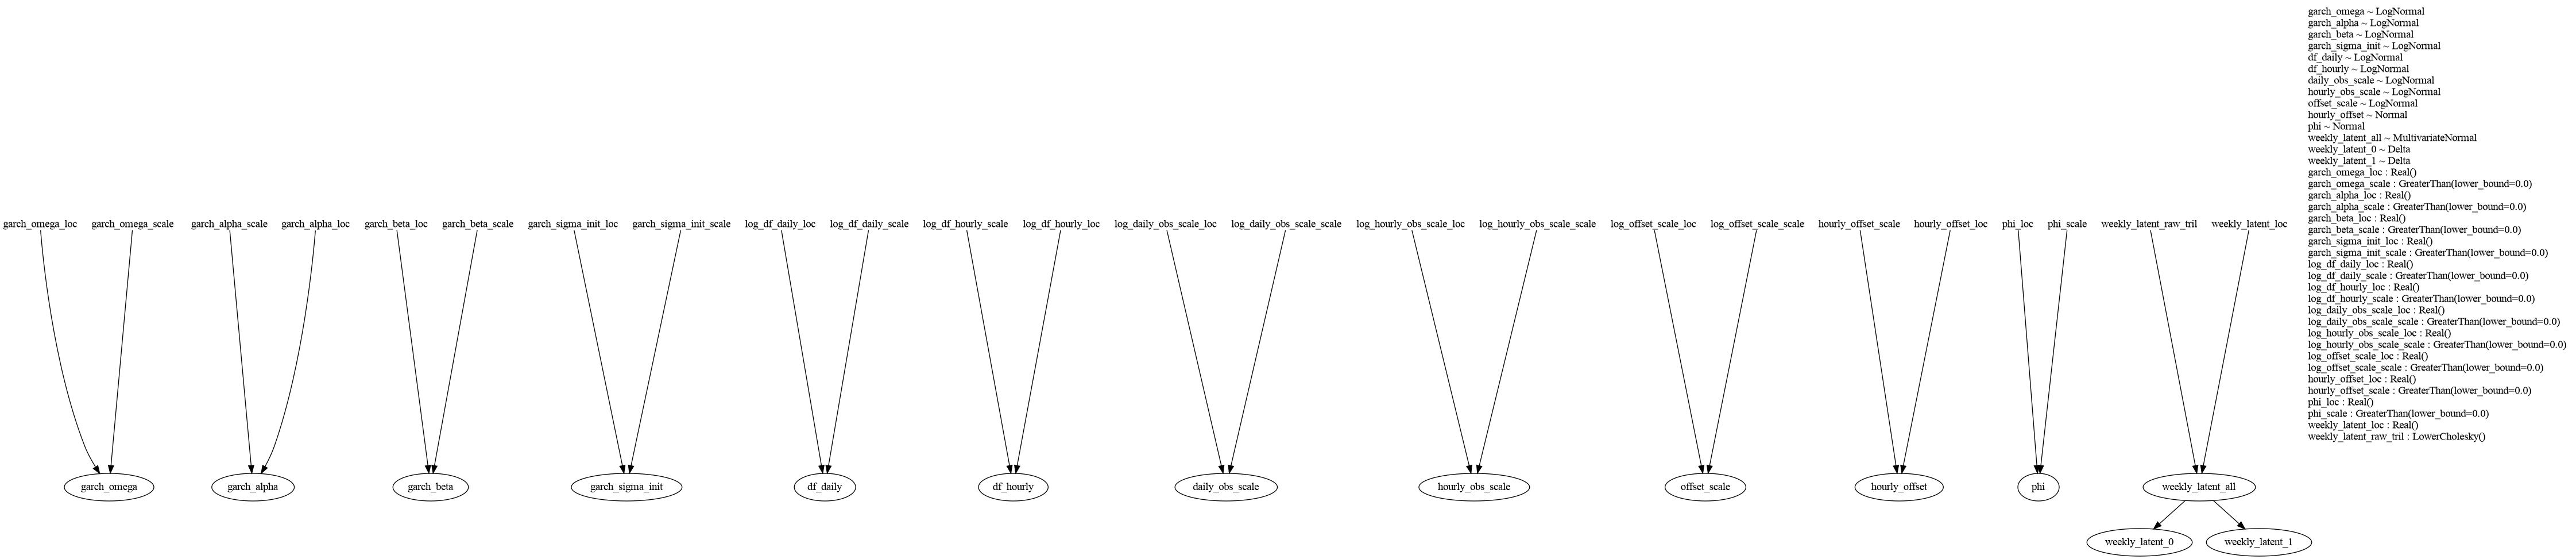 garch_omega ~ LogNormal
garch_alpha ~ LogNormal
garch_beta ~ LogNormal
garch_sigma_init ~ LogNormal
df_daily ~ LogNormal
df_hourly ~ LogNormal
daily_obs_scale ~ LogNormal
hourly_obs_scale ~ LogNormal
offset_scale ~ LogNormal
hourly_offset ~ Normal
phi ~ Normal
weekly_latent_all ~ MultivariateNormal
weekly_latent_0 ~ Delta
weekly_latent_1 ~ Delta
garch_omega_loc : Real()
garch_omega_scale : GreaterThan(lower_bound=0.0)
garch_alpha_loc : Real()
garch_alpha_scale : GreaterThan(lower_bound=0.0)
garch_beta_loc : Real()
garch_beta_scale : GreaterThan(lower_bound=0.0)
garch_sigma_init_loc : Real()
garch_sigma_init_scale : GreaterThan(lower_bound=0.0)
log_df_daily_loc : Real()
log_df_daily_scale : GreaterThan(lower_bound=0.0)
log_df_hourly_loc : Real()
log_df_hourly_scale : GreaterThan(lower_bound=0.0)
log_daily_obs_scale_loc : Real()
log_daily_obs_scale_scale : GreaterThan(lower_bound=0.0)
log_hourly_obs_scale_loc : Real()
log_hourly_obs_scale_scale : GreaterThan(lower_bound=0.0)
log_offset_scale_loc : Real()
log_offset_scale_scale : GreaterThan(lower_bound=0.0)
hourly_offset_loc : Real()
hourly_offset_scale : GreaterThan(lower_bound=0.0)
phi_loc : Real()
phi_scale : GreaterThan(lower_bound=0.0)
weekly_latent_loc : Real()
weekly_latent_raw_tril : LowerCholesky()
garch_omega_loc
garch_omega_scale
garch_alpha_scale
garch_alpha_loc
garch_beta_loc
garch_beta_scale
garch_sigma_init_loc
garch_sigma_init_scale
log_df_daily_loc
log_df_daily_scale
log_df_hourly_scale
log_df_hourly_loc
log_daily_obs_scale_loc
log_daily_obs_scale_scale
log_hourly_obs_scale_loc
log_hourly_obs_scale_scale
log_offset_scale_loc
log_offset_scale_scale
hourly_offset_scale
hourly_offset_loc
phi_loc
phi_scale
weekly_latent_raw_tril
weekly_latent_loc
garch_omega
garch_alpha
garch_beta
garch_sigma_init
df_daily
df_hourly
daily_obs_scale
hourly_obs_scale
offset_scale
hourly_offset
phi
weekly_latent_all
weekly_latent_0
weekly_latent_1